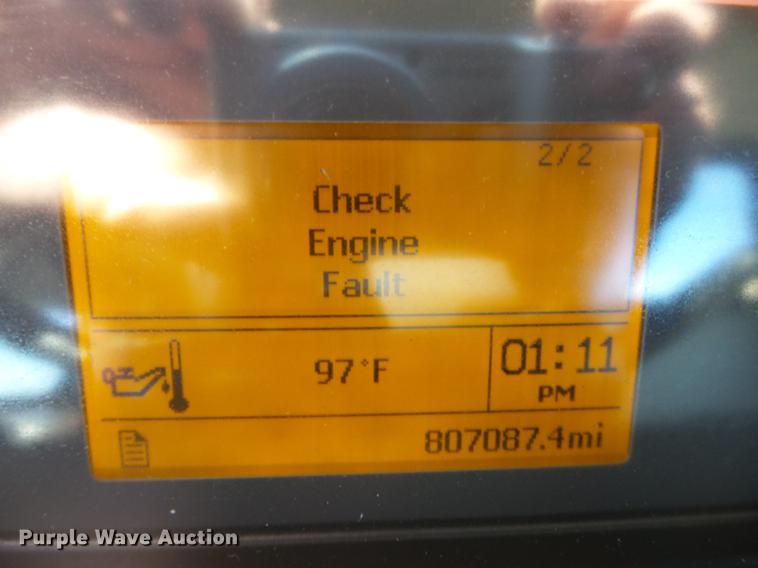 2/2
Check
Engine
Fault
97°F
01:11
PM
807087.4mi
Purple Wave Auction